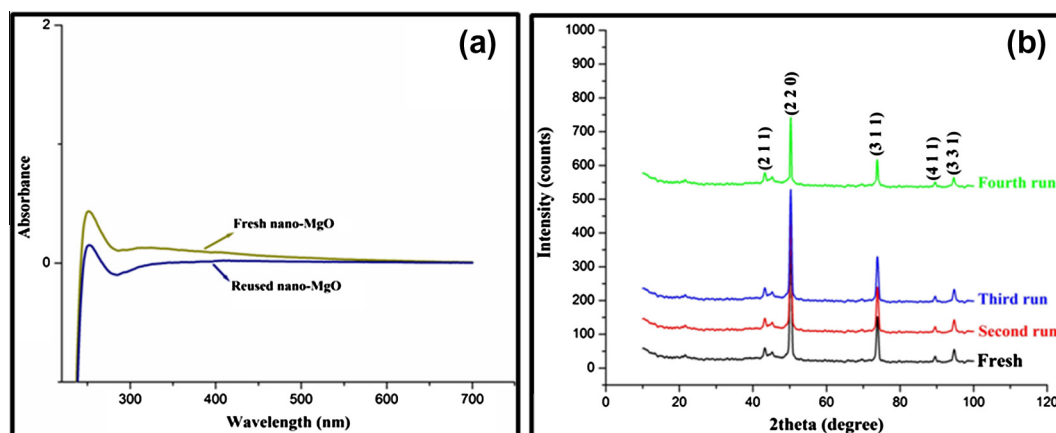 (a)
2
1
0
Absorbance
Fresh nano-MgO
Reused nano-MgO
300
400
500
600
700
Wavelength (nm)
(b)
1000
900
800
700
600
500
400
300
200
100
0
Intensity (counts)
(2 1 1)
(2 2 0)
(3 1 1)
(4 1 1)
(3 3 1)
Fourth run
Third run
Second run
Fresh
0
20
40
60
80
100
120
2theta (degree)